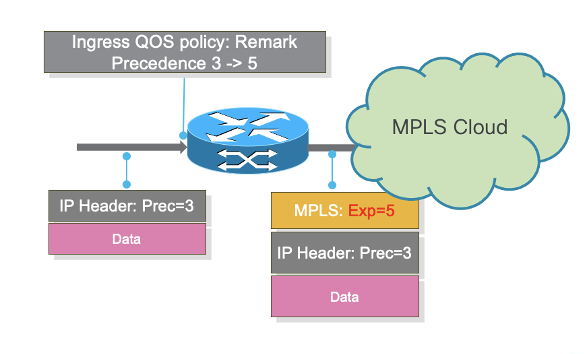 Ingress QOS policy: Remark
Precedence 3 -> 5
MPLS Cloud
IP Header: Prec=3
Data
MPLS: Exp=5
IP Header: Prec=3
Data